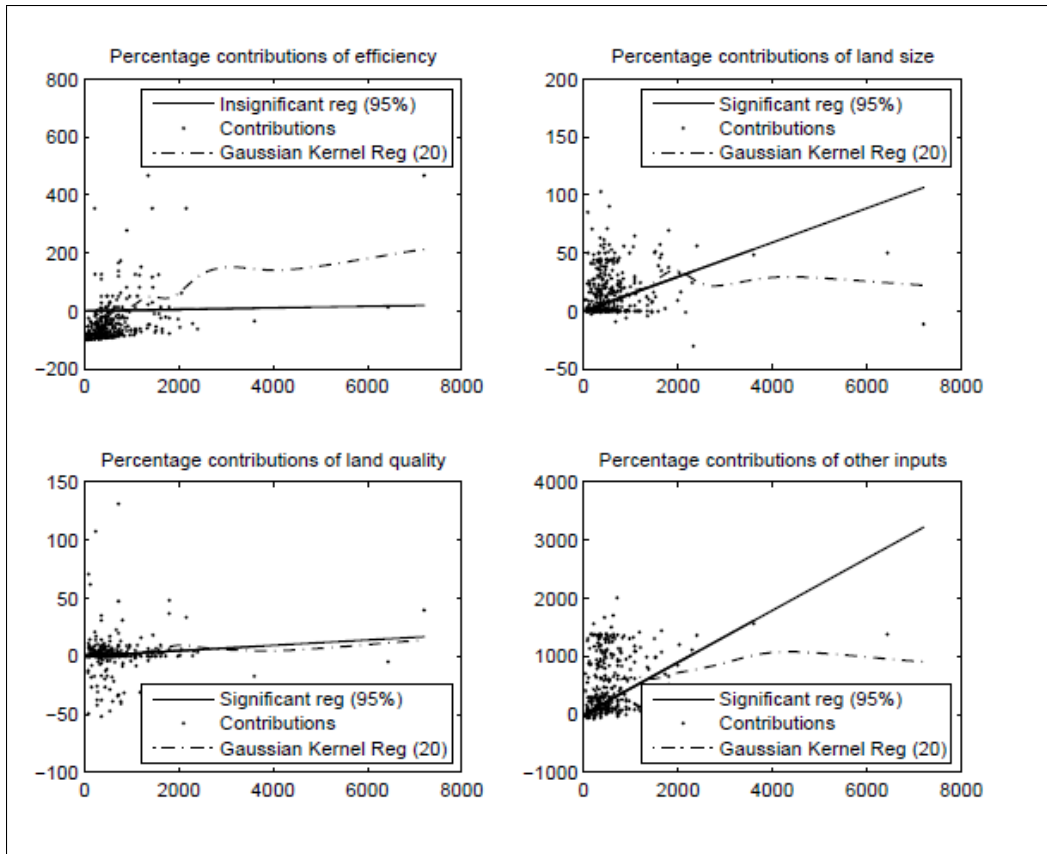 Percentage contributions of efficiency
800
600
400
200
0
−200
0 2000 4000 6000 8000
Insignificant reg (95%)
Contributions
Gaussian Kernel Reg (20)
Percentage contributions of land size
200
150
100
50
0
−50
0 2000 4000 6000 8000
Significant reg (95%)
Contributions
Gaussian Kernel Reg (20)
Percentage contributions of land quality
150
100
50
0
−50
−100
0 2000 4000 6000 8000
Significant reg (95%)
Contributions
Gaussian Kernel Reg (20)
Percentage contributions of other inputs
4000
3000
2000
1000
0
−1000
0 2000 4000 6000 8000
Significant reg (95%)
Contributions
Gaussian Kernel Reg (20)